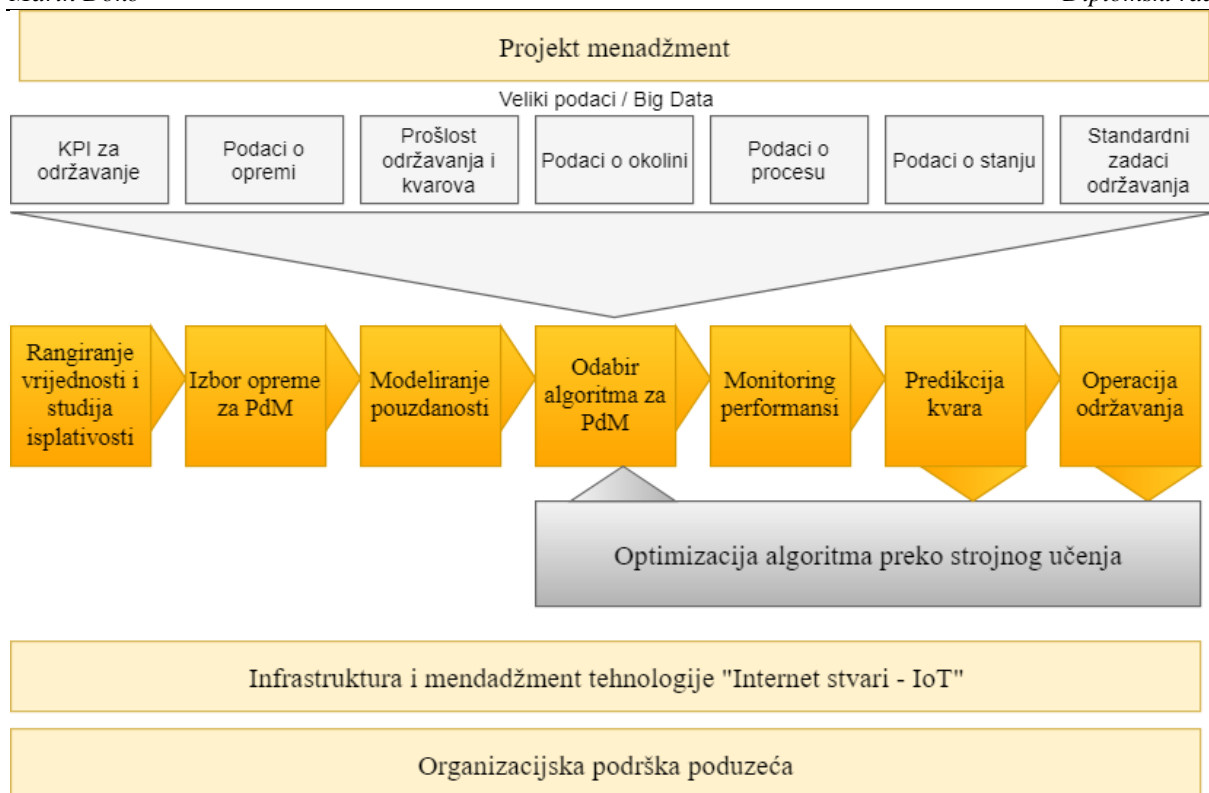 Projekt menadžment
Veliki podaci / Big Data
KPI za
održavanje
Podaci o
opremi
Prošlost
održavanja i
kvarova
Podaci o okolini
Podaci o
procesu
Podaci o stanju
Standardni
zadaci
održavanja
Rangiranje
vrijednosti i
studija
isplativosti
Izbor opreme
za PdM
Modeliranje
pouzdanosti
Odabir
algoritma za
PdM
Monitoring
performansi
Predikcija
kvara
Operacija
održavanja
Optimizacija algoritma preko strojnog učenja
Infrastruktura i mendadžment tehnologije "Internet stvari - IoT"
Organizacijska podrška poduzeća